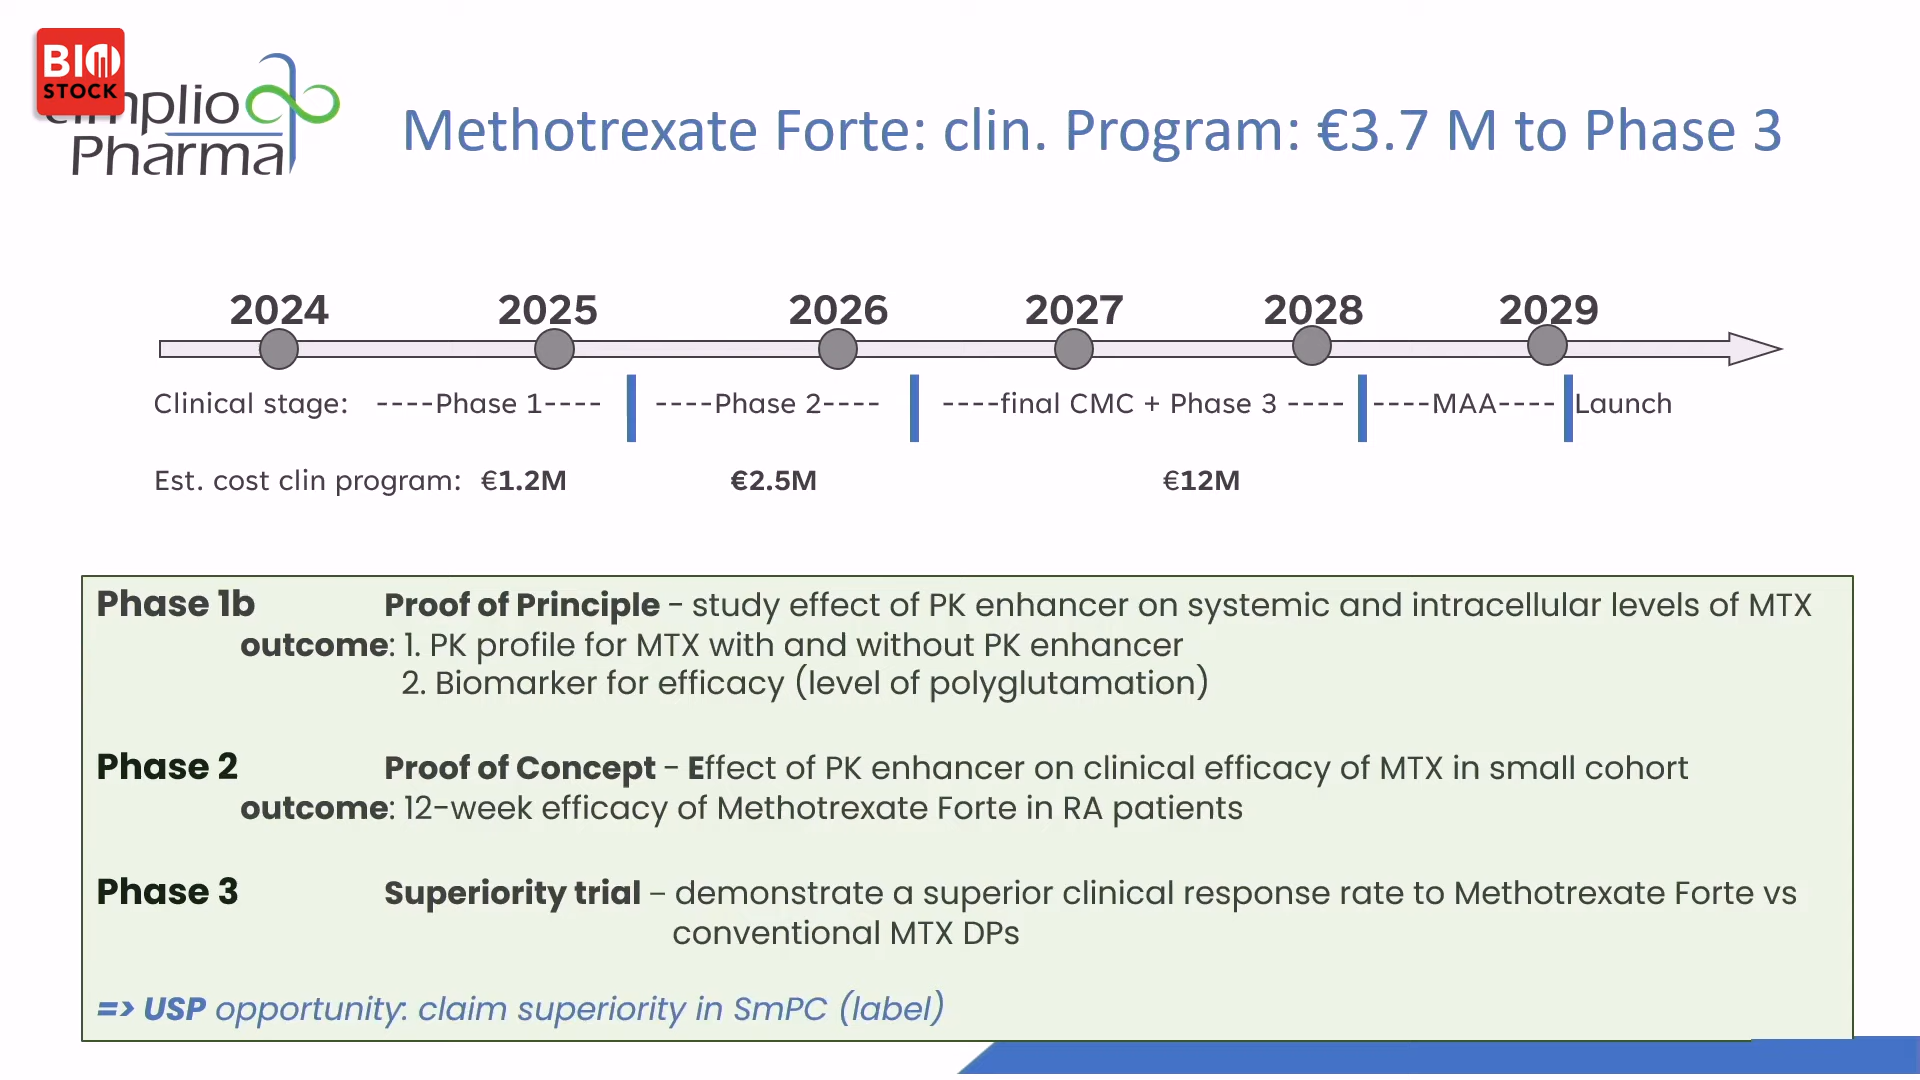 BIO
STOCK
mplio
Pharma
Methotrexate Forte: clin. Program: €3.7 M to Phase 3
2024 2025 2026 2027 2028 2029
Clinical stage: ----Phase 1---- ----Phase 2---- ----final CMC + Phase 3 ---- ----MAA---- Launch
Est. cost clin program: €1.2M €2.5M €12M
Phase 1b Proof of Principle - study effect of PK enhancer on systemic and intracellular levels of MTX
outcome: 1. PK profile for MTX with and without PK enhancer
2. Biomarker for efficacy (level of polyglutamation)
Phase 2 Proof of Concept - Effect of PK enhancer on clinical efficacy of MTX in small cohort
outcome: 12-week efficacy of Methotrexate Forte in RA patients
Phase 3 Superiority trial – demonstrate a superior clinical response rate to Methotrexate Forte vs
conventional MTX DPs
=> USP opportunity: claim superiority in SmPC (label)